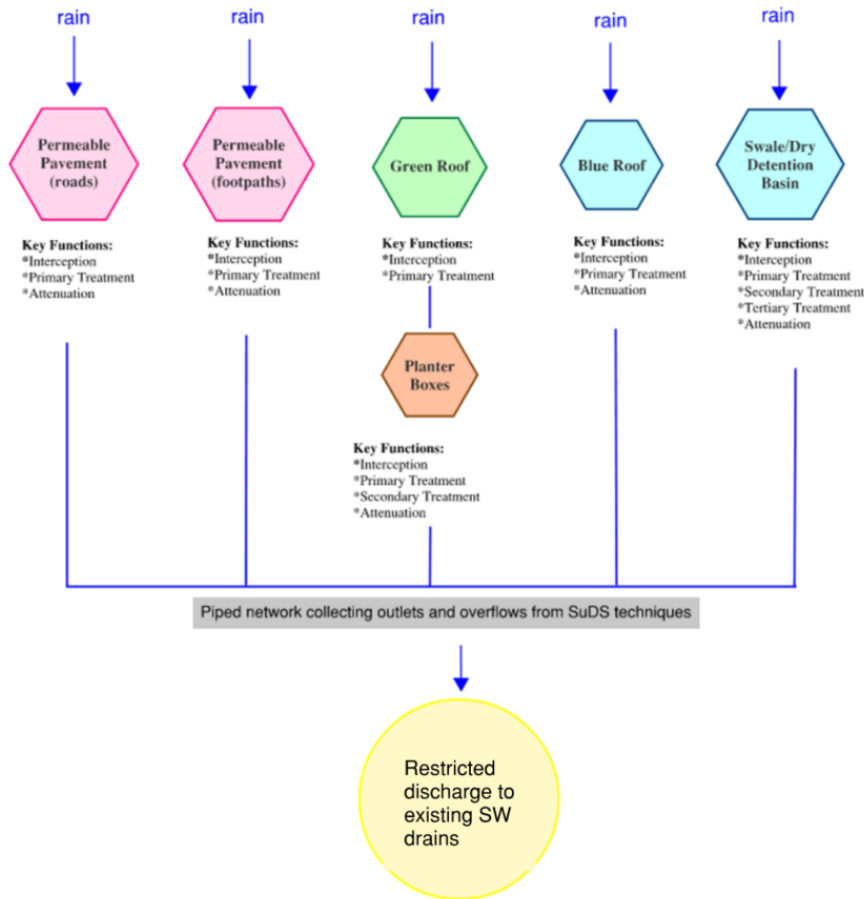 rain
rain
rain
rain
rain
Permeable
Pavement
(roads)
Key Functions:
*Interception
*Primary Treatment
*Attenuation
Permeable
Pavement
(footpaths)
Key Functions:
*Interception
*Primary Treatment
*Attenuation
Green Roof
Key Functions:
*Interception
*Primary Treatment
Planter
Boxes
Key Functions:
*Interception
*Primary Treatment
*Secondary Treatment
*Attenuation
Blue Roof
Key Functions:
*Interception
*Primary Treatment
*Attenuation
Swale/Dry
Detention
Basin
Key Functions:
*Interception
*Primary Treatment
*Secondary Treatment
*Tertiary Treatment
*Attenuation
Piped network collecting outlets and overflows from SuDS techniques
Restricted
discharge to
existing SW
drains